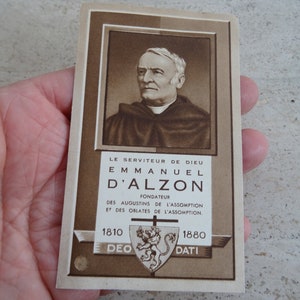 LE SERVITEUR DE DIEU
EMMANUEL
D'ALZON
FONDATEUR
DES AUGUSTINS DE L'ASSOMPTION
ET DES OBLATES DE L'ASSOMPTION.
1810 1880
E DEO DATI